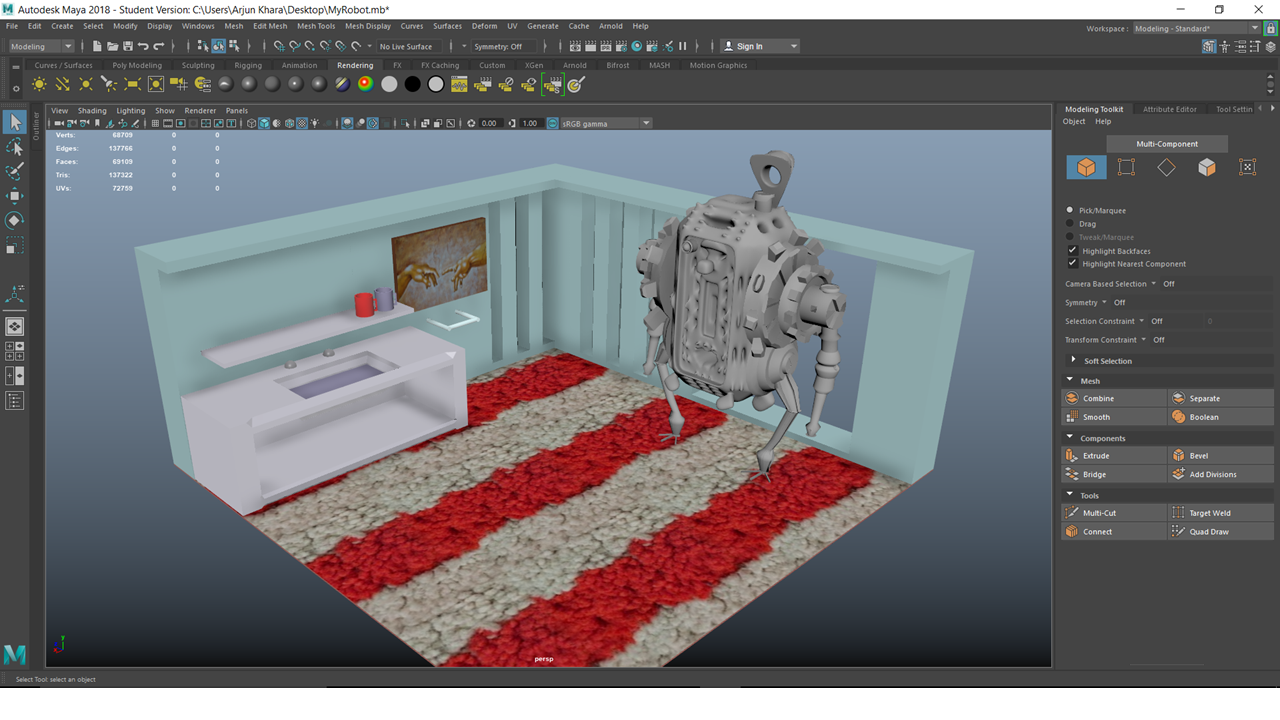 Autodesk Maya 2018 - Student Version: C:\Users\Arjun Khara\Desktop\MyRobot.mb*
File Edit Create Select Modify Display Windows Mesh Edit Mesh Mesh Tools Mesh Display Curves Surfaces Deform UV Generate Cache Arnold Help
Workspace : Modeling - Standard*
Modeling No Live Surface Symmetry: Off Sign In
Curves / Surfaces Poly Modeling Sculpting Rigging Animation Rendering FX FX Caching Custom XGen Arnold Bifrost MASH Motion Graphics
Outliner
View Shading Lighting Show Renderer Panels
0.00 1.00 sRGB gamma
Verts: 68709 0 0
Edges: 137766 0 0
Faces: 69109 0 0
Tris: 137322 0 0
UVs: 72759 0 0
persp
y
Modeling Toolkit Attribute Editor Tool Settin
Object Help
Multi-Component
Pick/Marquee
Drag
Tweak/Marquee
Highlight Backfaces
Highlight Nearest Component
Camera Based Selection Off
Symmetry Off
Selection Constraint Off 0
Transform Constraint Off
Soft Selection
Mesh
Combine Separate
Smooth Boolean
Components
Extrude Bevel
Bridge Add Divisions
Tools
Multi-Cut Target Weld
Connect Quad Draw
Select Tool: select an object